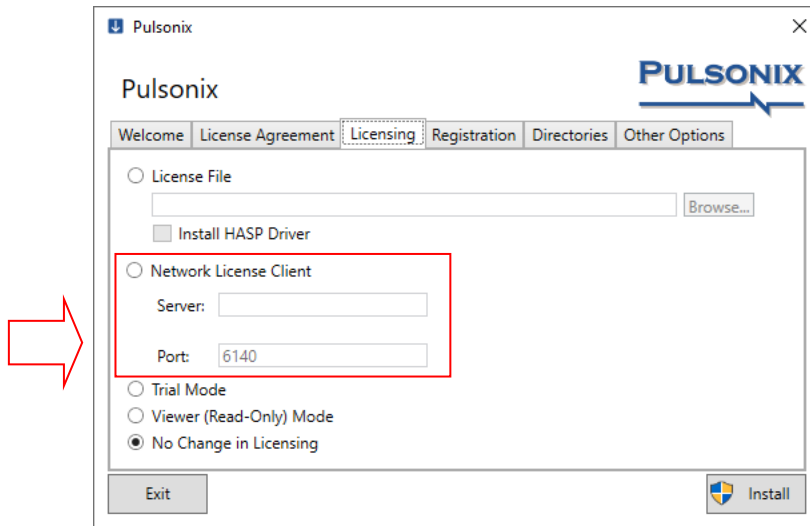 Pulsonix
PULSONIX
Pulsonix
Welcome License Agreement Licensing Registration Directories Other Options
License File
Browse...
Install HASP Driver
Network License Client
Server:
Port: 6140
Trial Mode
Viewer (Read-Only) Mode
No Change in Licensing
Exit Install